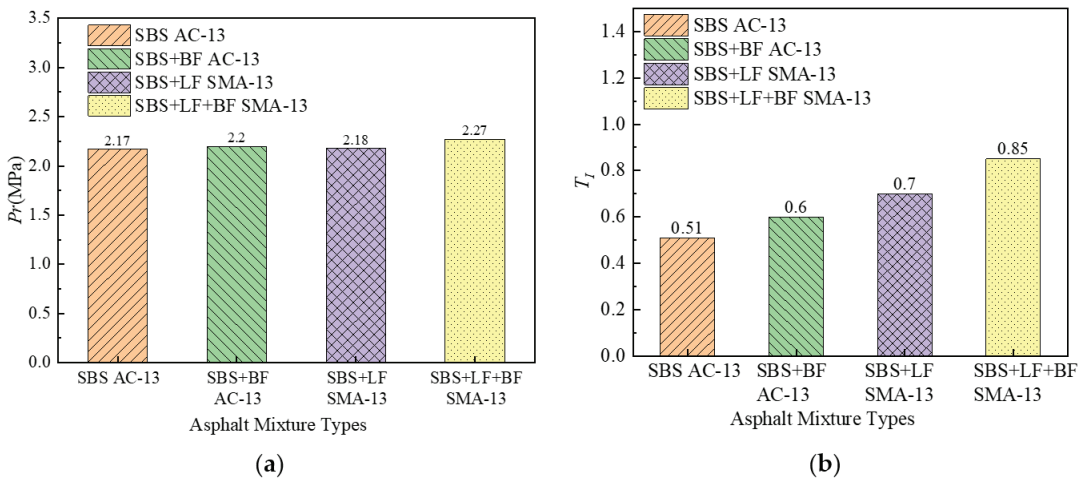 3.5
3.0
2.5
2.0
1.5
1.0
0.5
0.0
Pr(MPa)
SBS AC-13
SBS+BF AC-13
SBS+LF SMA-13
SBS+LF+BF SMA-13
2.17
2.2
2.18
2.27
SBS AC-13
SBS+BF
AC-13
SBS+LF
SMA-13
SBS+LF+BF
SMA-13
Asphalt Mixture Types
(a)
1.4
1.2
1.0
0.8
0.6
0.4
0.2
0.0
T_I
SBS AC-13
SBS+BF AC-13
SBS+LF SMA-13
SBS+LF+BF SMA-13
0.51
0.6
0.7
0.85
SBS AC-13
SBS+BF
AC-13
SBS+LF
SMA-13
SBS+LF+BF
SMA-13
Asphalt Mixture Types
(b)